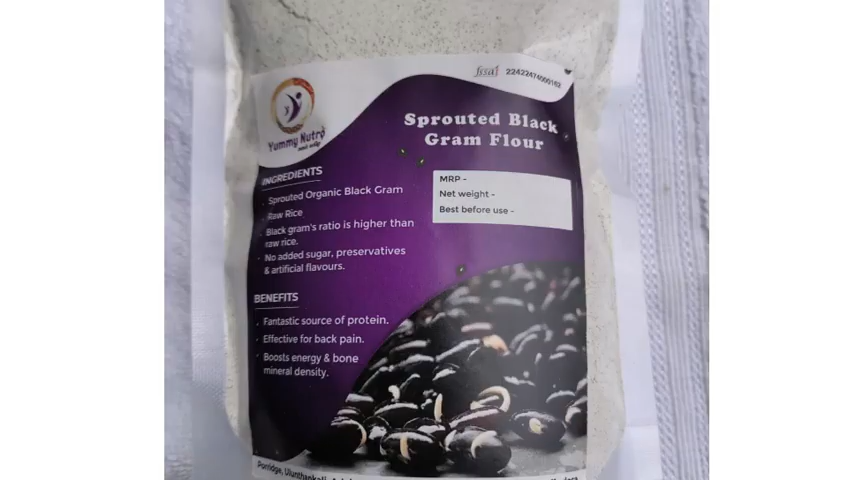 fssai 22422474000162
Sprouted Black
Gram Flour
Yummy Nutro
MRP -
Net weight -
Best before use -
INGREDIENTS
Sprouted Organic Black Gram
Raw Rice
Black gram's ratio is higher than
raw rice.
No added sugar, preservatives
& artificial flavours.
BENEFITS
Fantastic source of protein.
Effective for back pain.
Boosts energy & bone
mineral density.
Porridge,